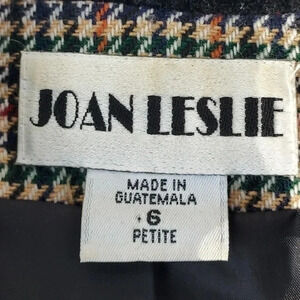 JOAN LESLIE
MADE IN
GUATEMALA
6
PETITE